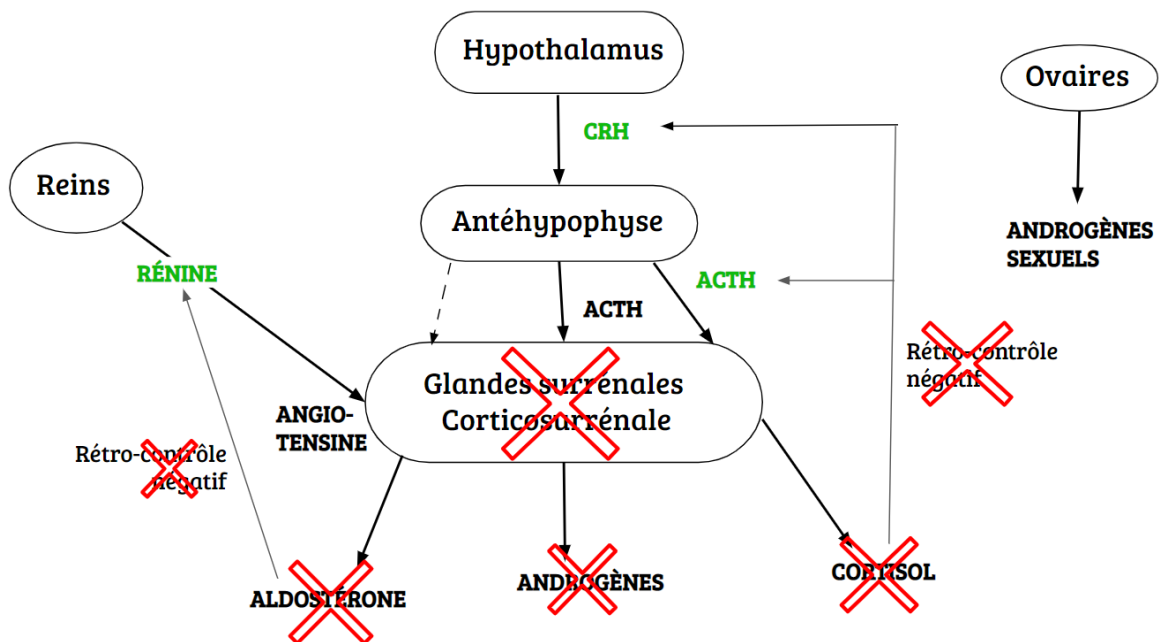 Hypothalamus
Ovaires
CRH
Reins
Antéhypophyse
ANDROGÈNES
SEXUELS
RÉNINE
ACTH
ACTH
Rétro-contrôle
négatif
Glandes surrénales
Corticosurrénale
ANGIO-
TENSINE
Rétro-contrôle
négatif
ALDOSTÉRONE
ANDROGÈNES
CORTISOL